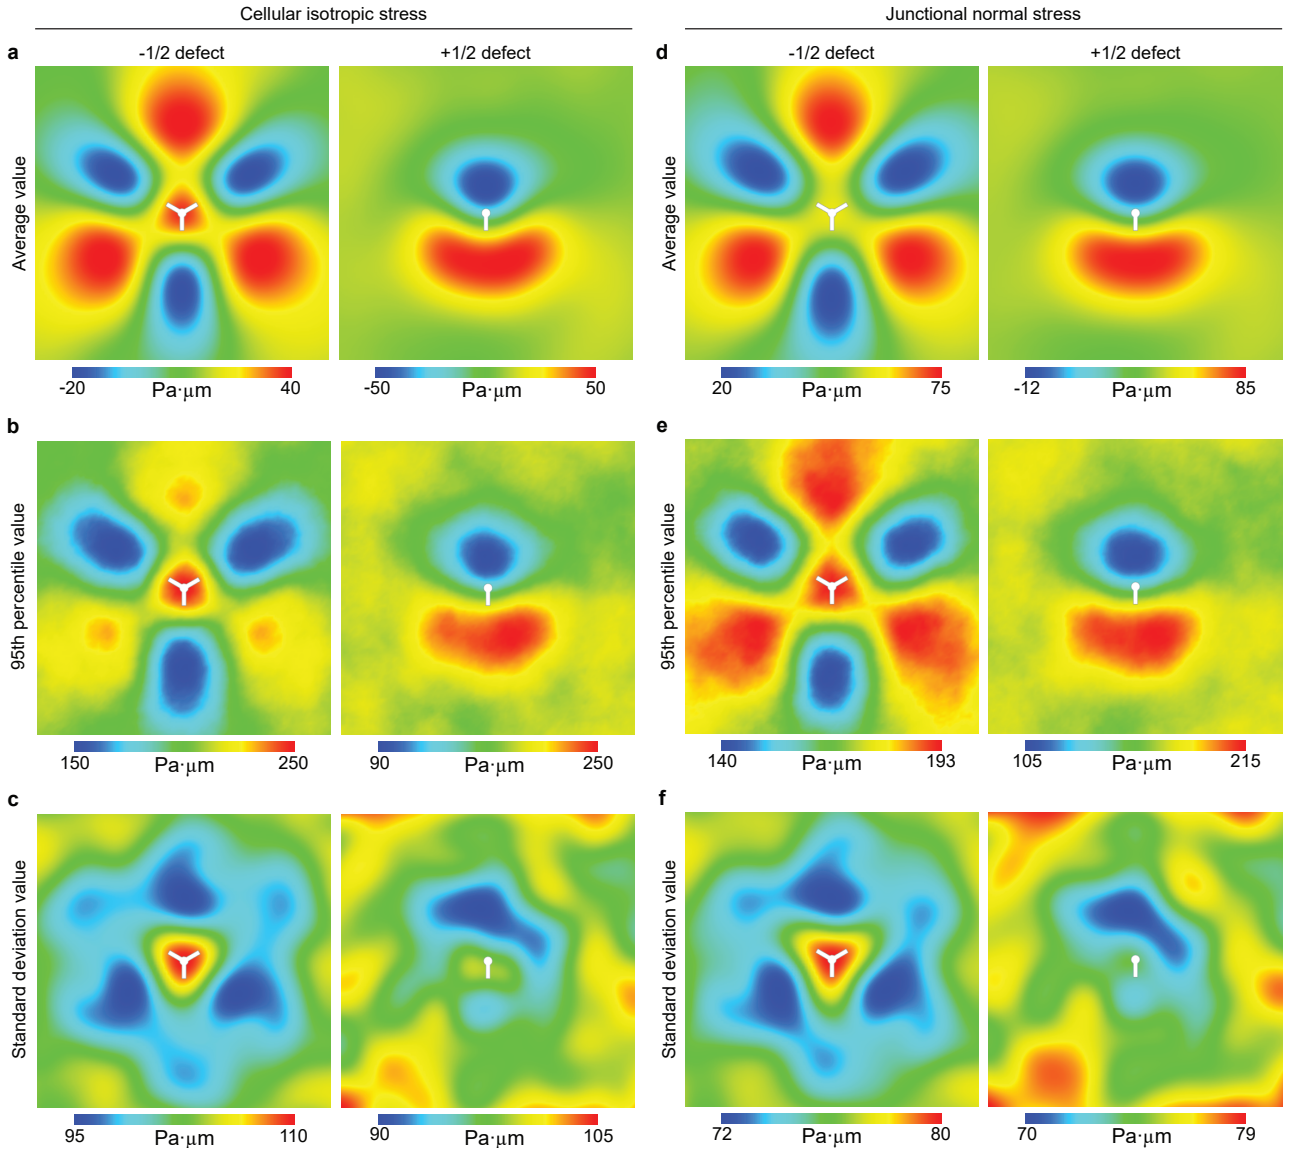 Cellular isotropic stress
Junctional normal stress
a
-1/2 defect
+1/2 defect
d
-1/2 defect
+1/2 defect
Average value
Average value
-20
Pa·μm
40
-50
Pa·μm
50
20
Pa·μm
75
-12
Pa·μm
85
b
e
95th percentile value
95th percentile value
150
Pa·μm
250
90
Pa·μm
250
140
Pa·μm
193
105
Pa·μm
215
c
f
Standard deviation value
Standard deviation value
95
Pa·μm
110
90
Pa·μm
105
72
Pa·μm
80
70
Pa·μm
79